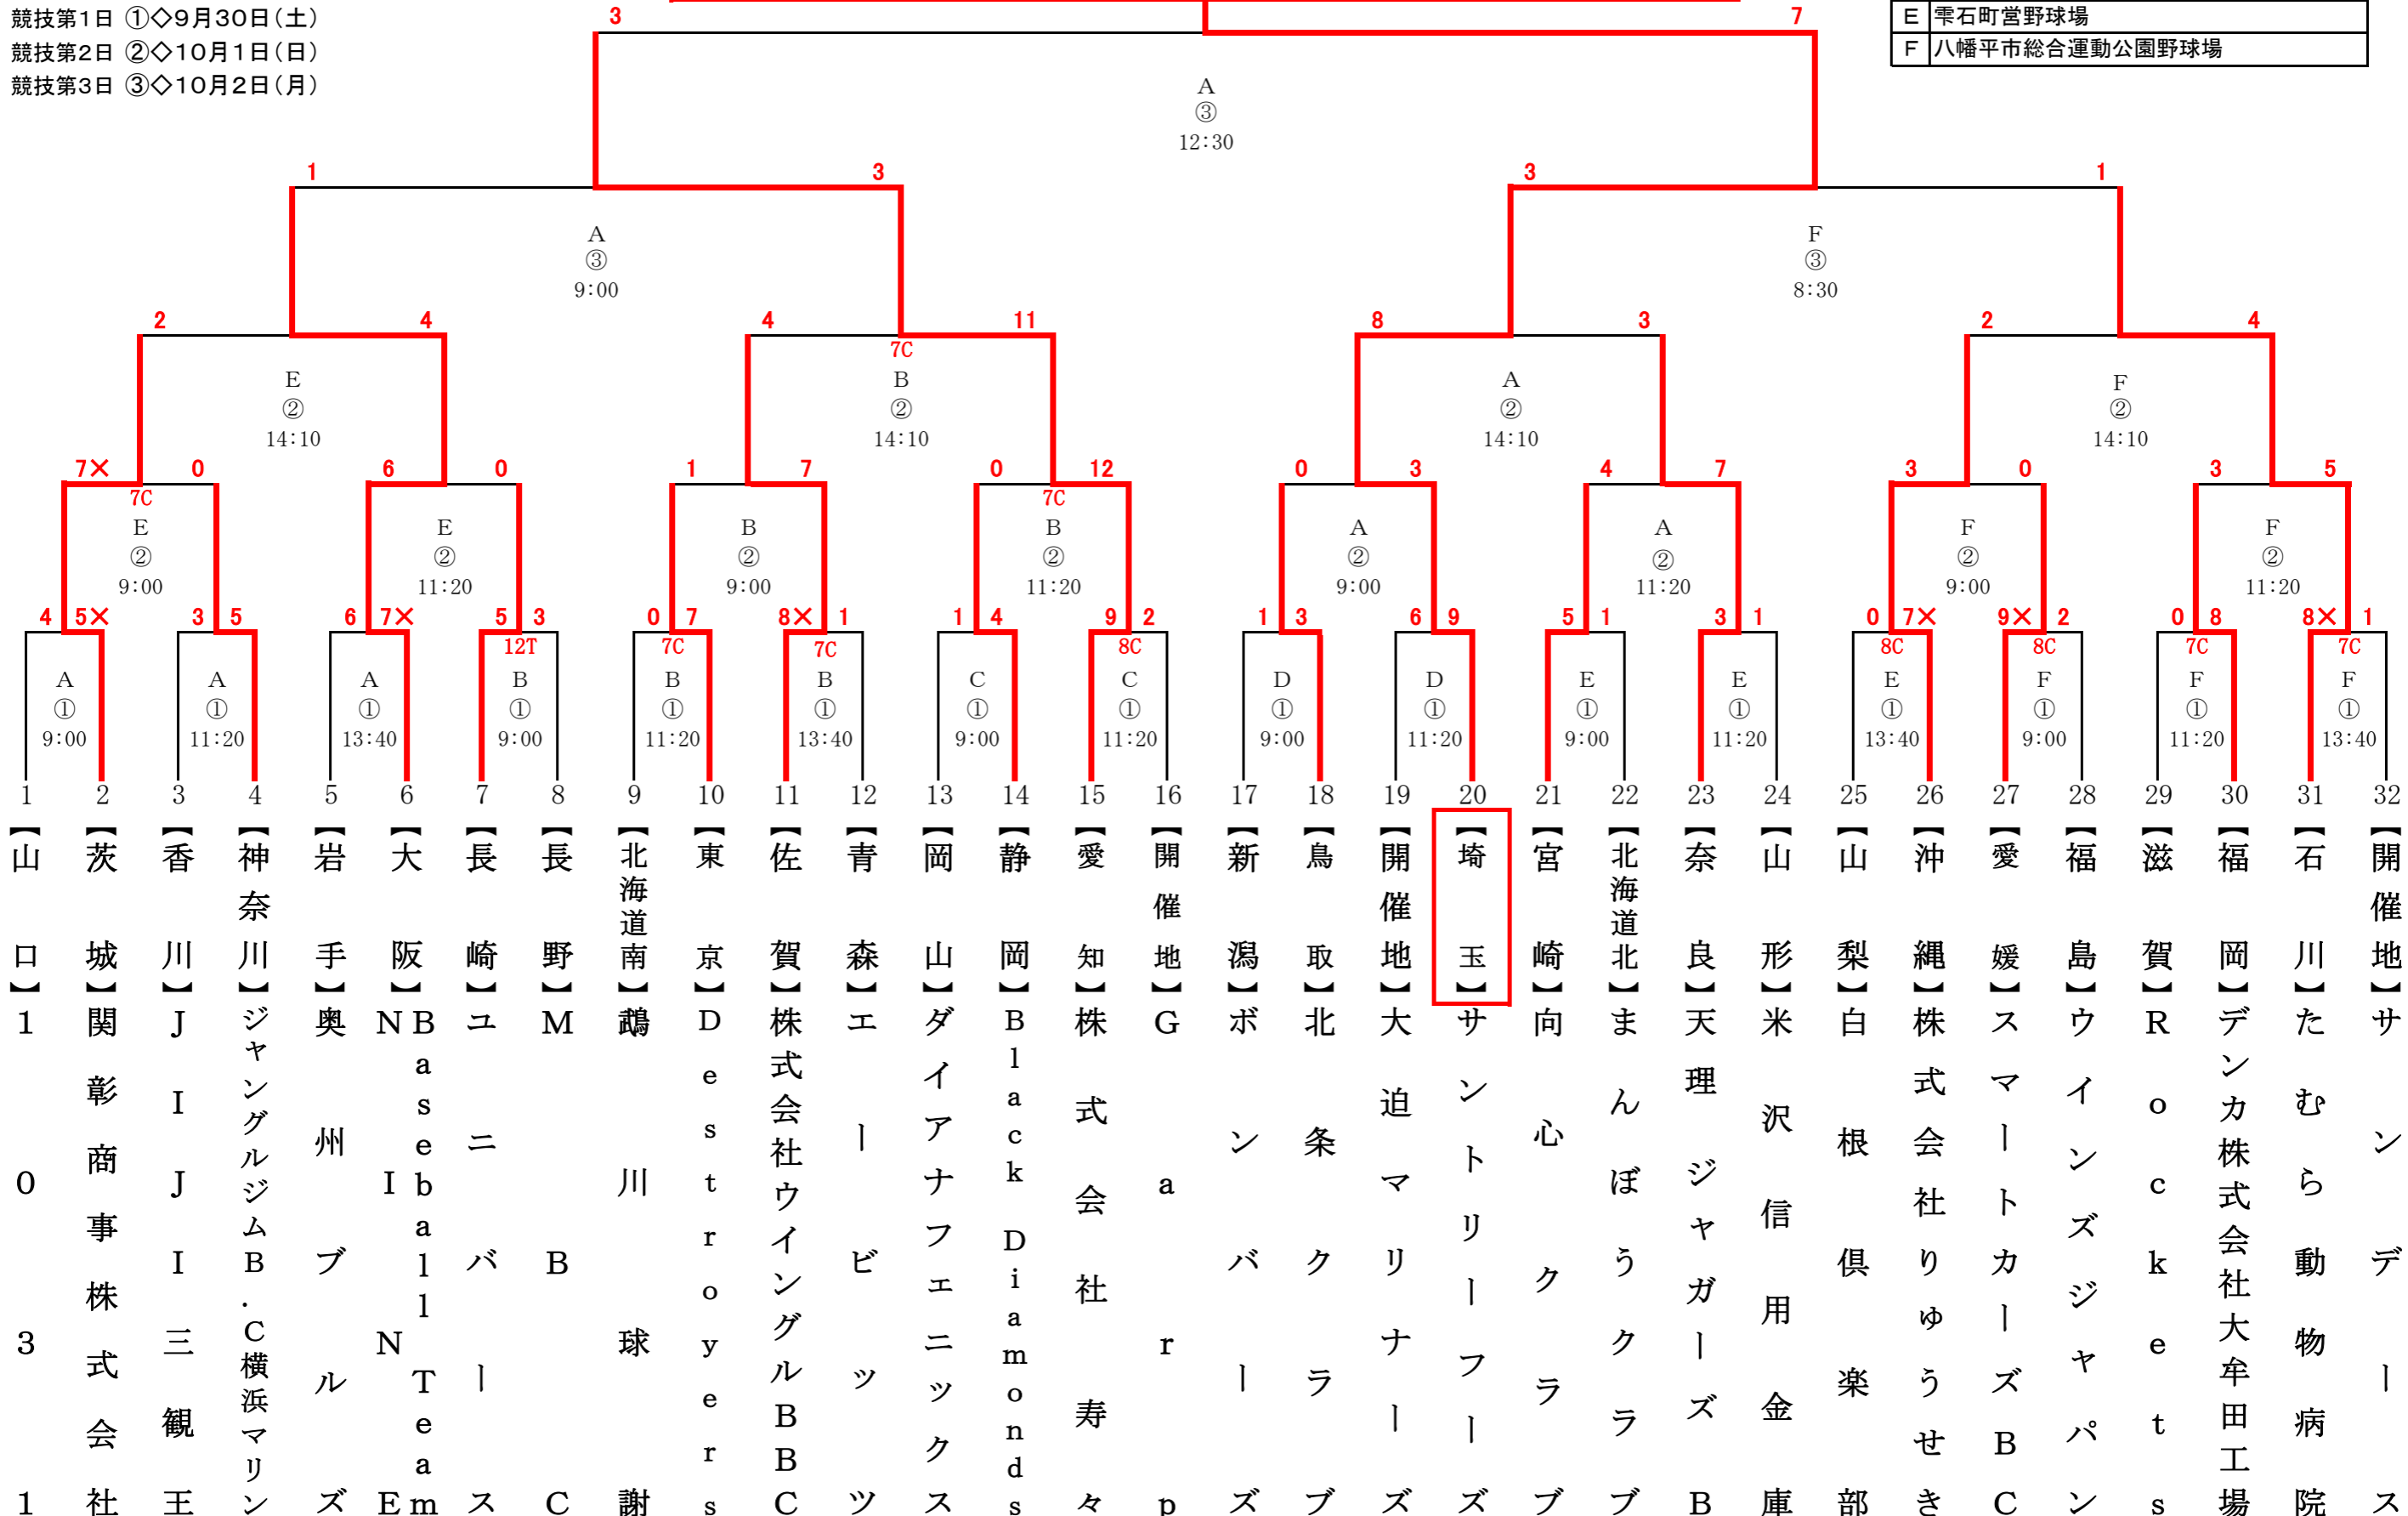 競技第1日 ①◇9月30日(土)
競技第2日 ②◇10月1日(日)
競技第3日 ③◇10月2日(月)
E 雫石町営野球場
F 八幡平市総合運動公園野球場
3 7
A ③ 12:30
1 3 3 1
A ③ 9:00
F ③ 8:30
2 4 4 11 8 3 2 4
7C
E ② 14:10
B ② 14:10
A ② 14:10
F ② 14:10
7× 0 6 0 1 7 0 12 0 3 4 7 3 0 3 5
7C 7C
E ② 9:00
E ② 11:20
B ② 9:00
B ② 11:20
A ② 9:00
A ② 11:20
F ② 9:00
F ② 11:20
4 5× 3 5 6 7× 5 3 0 7 8× 1 1 4 9 2 1 3 6 9 5 1 3 1 0 7× 9× 2 0 8 8× 1
12T 7C 7C 8C 8C 8C 7C 7C
A ① 9:00
A ① 11:20
A ① 13:40
B ① 9:00
B ① 11:20
B ① 13:40
C ① 9:00
C ① 11:20
D ① 9:00
D ① 11:20
E ① 9:00
E ① 11:20
E ① 13:40
F ① 9:00
F ① 11:20
F ① 13:40
1 【山口】 1031
2 【茨城】 関彰商事株式会社
3 【香川】 JIJI三観王
4 【神奈川】 ジャングルジムB.C横浜マリン
5 【岩手】 奥州ブルズ
6 【大阪】 NINE Baseball Team
7 【長崎】 ユニバース
8 【長野】 MBC
9 【北海道南】 鵡川球謝
10 【東京】 Destroyers
11 【佐賀】 株式会社ウイングルBBC
12 【青森】 エービッツ
13 【岡山】 ダイアナフェニックス
14 【静岡】 Black Diamonds
15 【愛知】 株式会社寿々
16 【開催地】 Garp
17 【新潟】 ボンバーズ
18 【鳥取】 北条クラブ
19 【開催地】 大迫マリナーズ
20 【埼玉】 サントリーフーズ
21 【宮崎】 向心クラブ
22 【北海道北】 まんぼうクラブ
23 【奈良】 天理ジャガーズB
24 【山形】 米沢信用金庫
25 【山梨】 白根倶楽部
26 【沖縄】 株式会社りゅうせき
27 【愛媛】 スマートカーズBC
28 【福島】 ウインズジャパン
29 【滋賀】 Rockets
30 【福岡】 デンカ株式会社大牟田工場
31 【石川】 たむら動物病院
32 【開催地】 サンデース